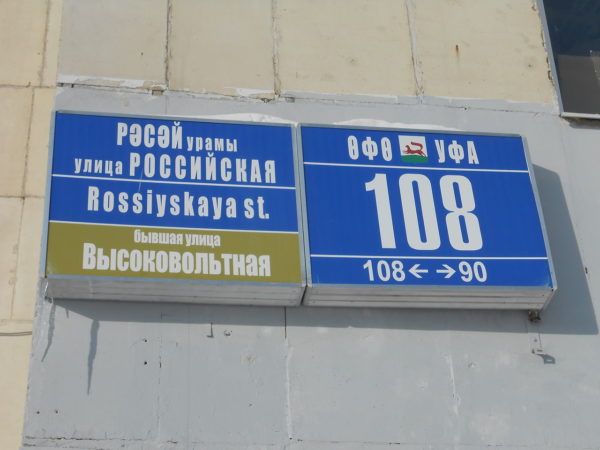 РӘСӘЙ урамы
улица РОССИЙСКАЯ
Rossiyskaya st.
бывшая улица
Высоковольтная
ӨФӨ УФА
108
108← →90